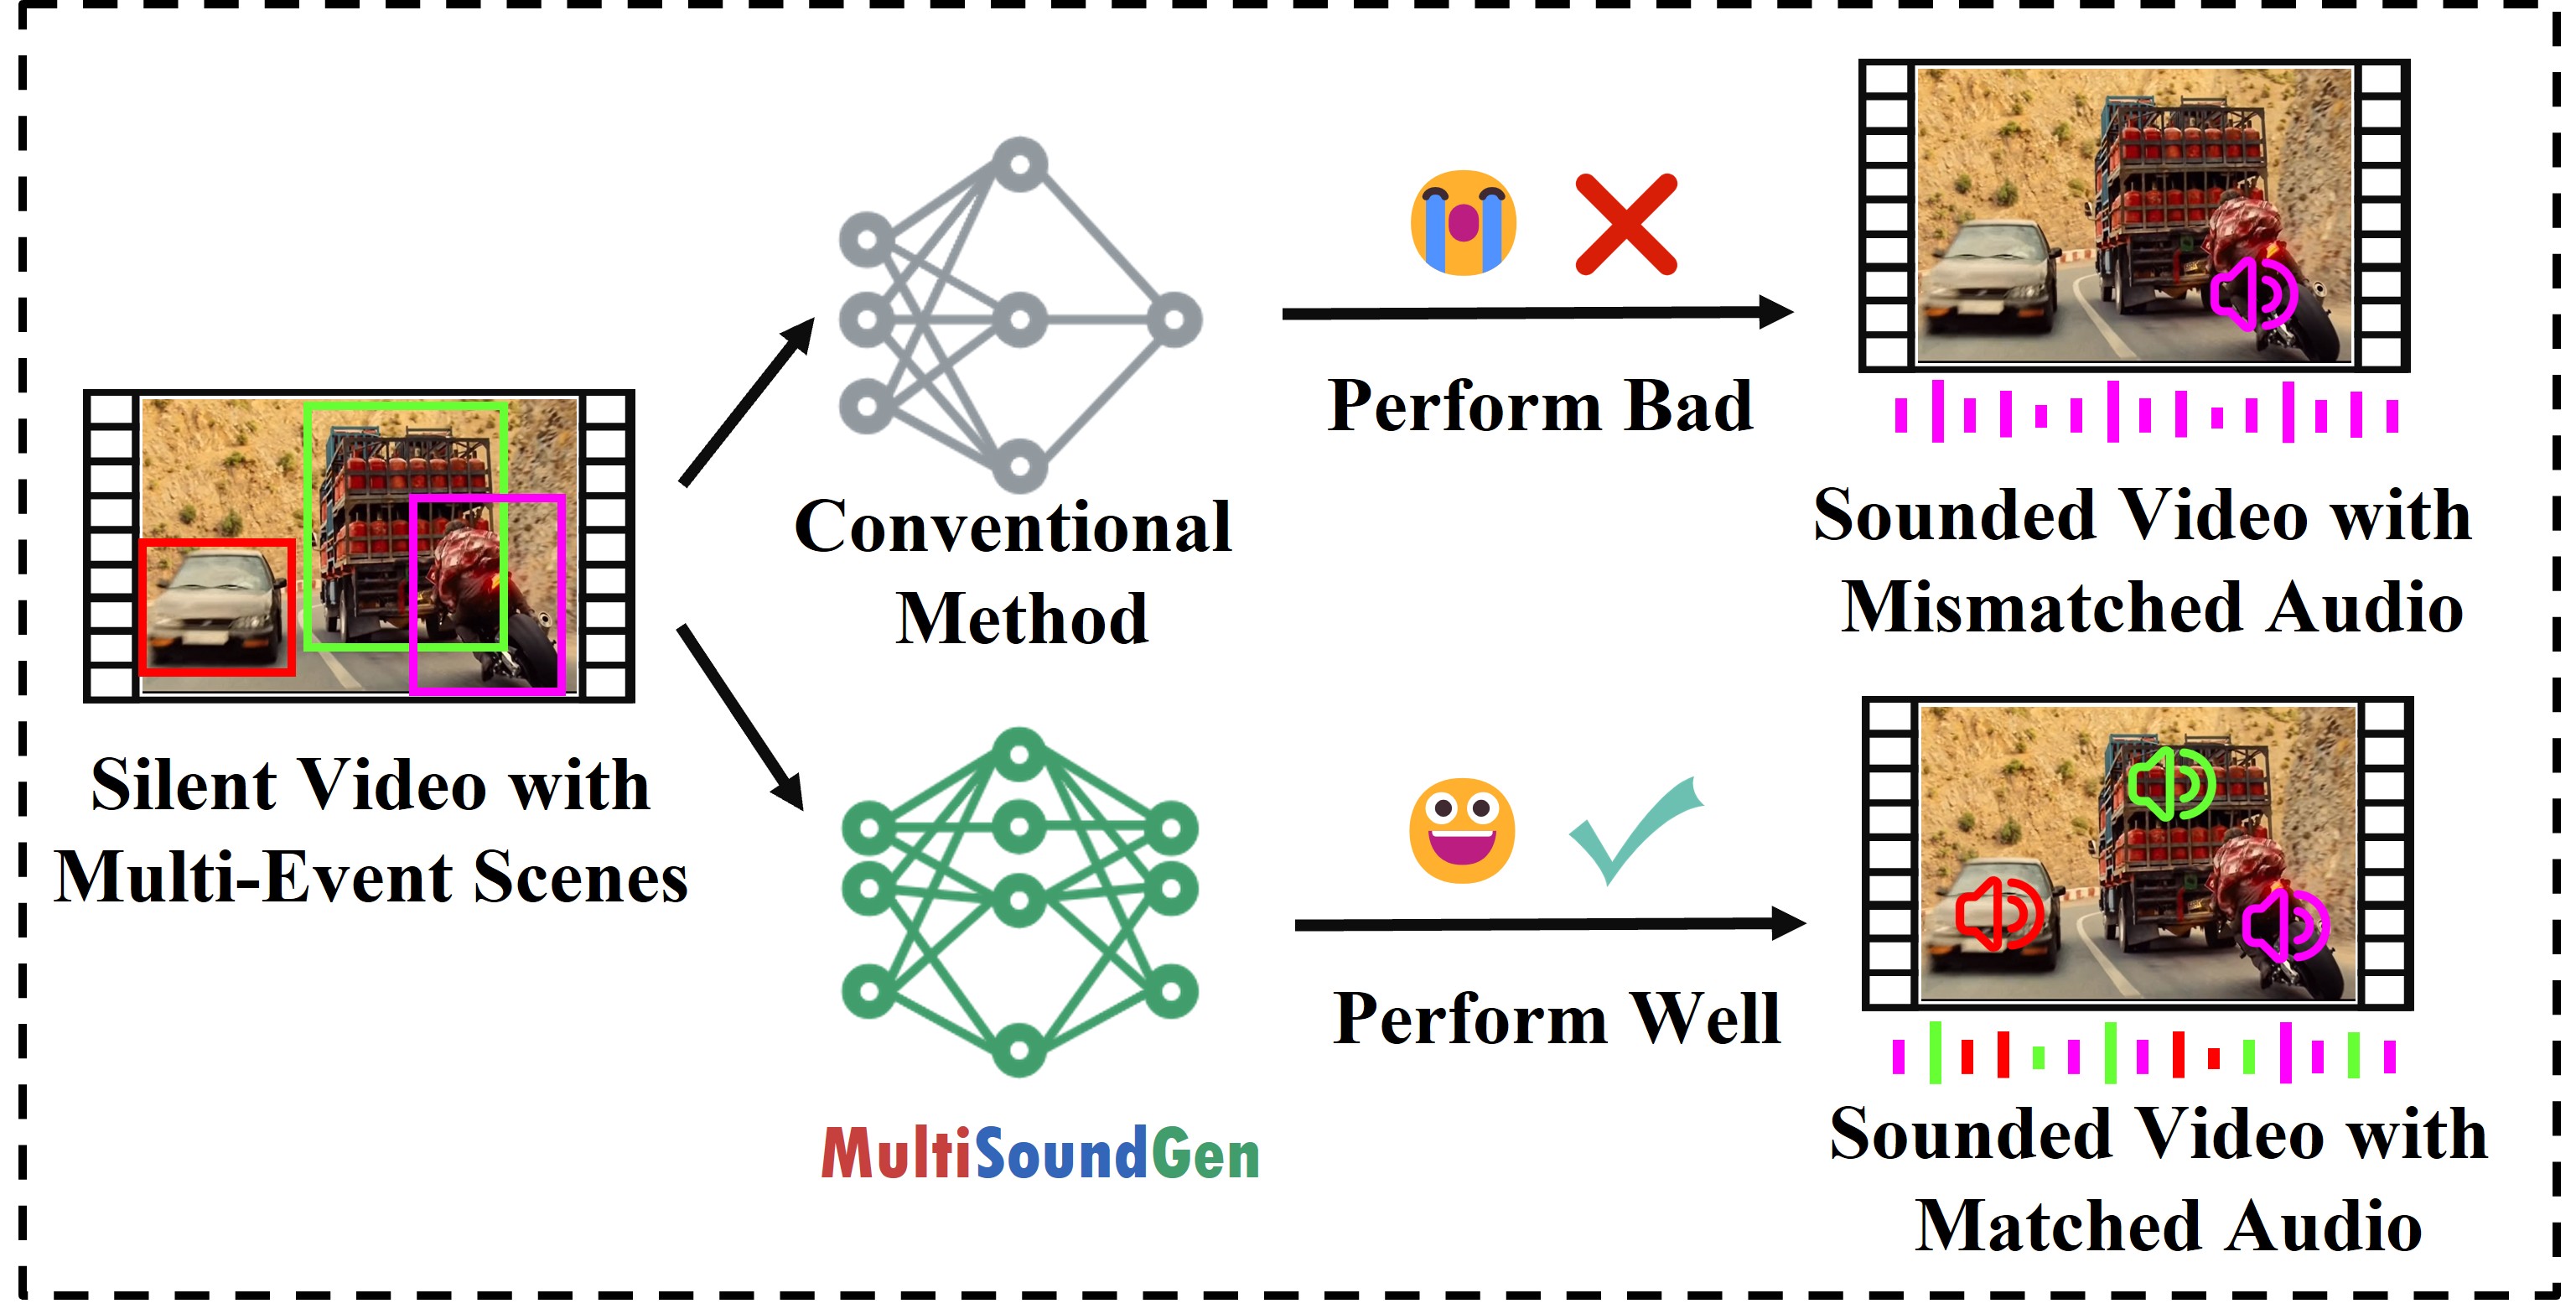 Silent Video with
Multi-Event Scenes
Conventional
Method
Perform Bad
Sounded Video with
Mismatched Audio
MultiSoundGen
Perform Well
Sounded Video with
Matched Audio